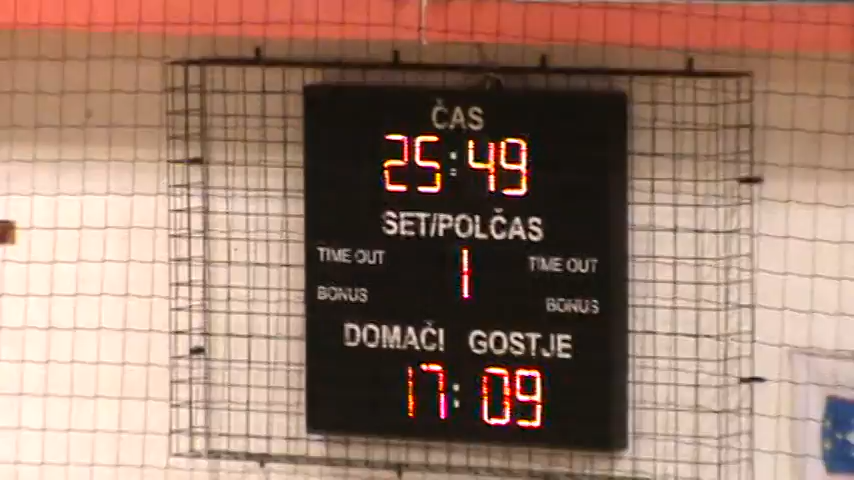 ČAS
25:49
SET/POLČAS
TIME OUT 1 TIME OUT
BONUS BONUS
DOMAČI GOSTJE
17:09